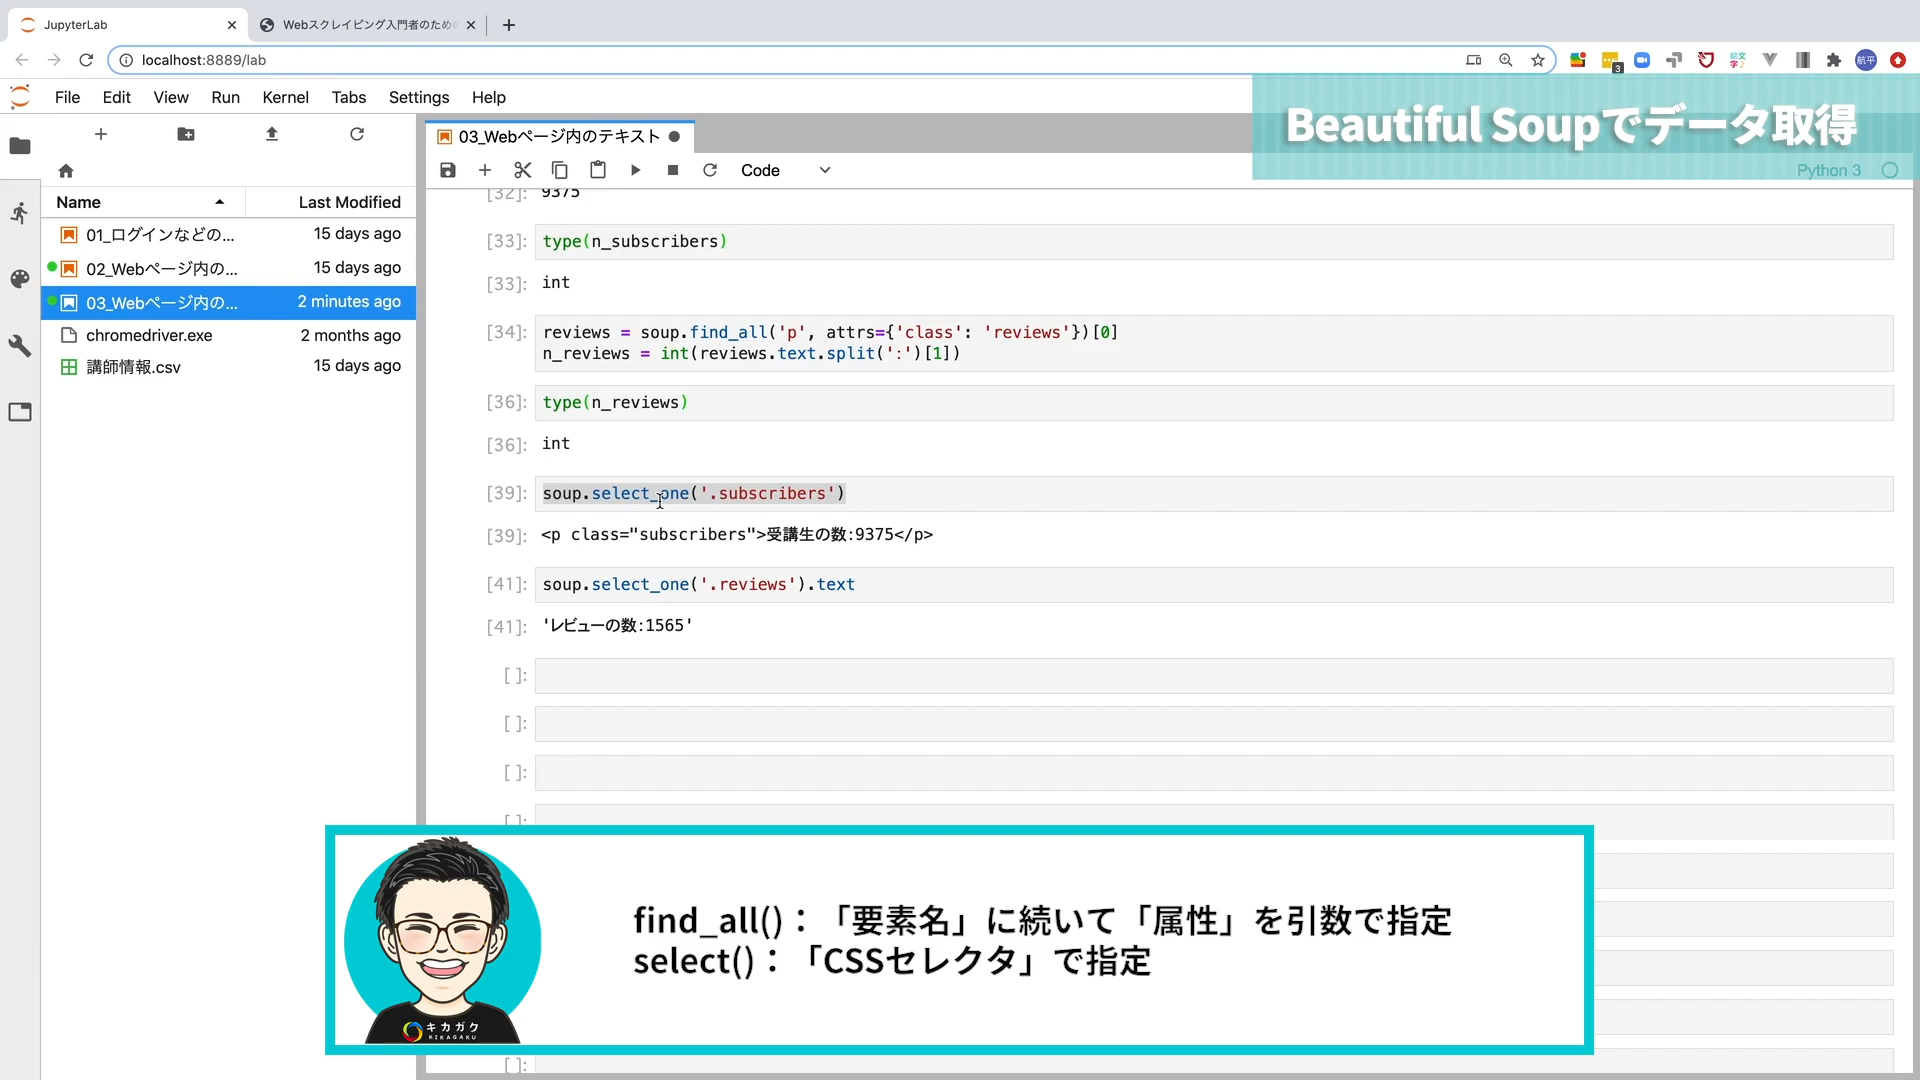 JupyterLab
Webスクレイピング入門者のため
localhost:8889/lab
3
絵文
字♪
航平
File Edit View Run Kernel Tabs Settings Help
Beautiful Soupでデータ取得
03_Webページ内のテキスト
Code
Python 3
Name Last Modified
01_ログインなどの... 15 days ago
02_Webページ内の... 15 days ago
03_Webページ内の... 2 minutes ago
chromedriver.exe 2 months ago
講師情報.csv 15 days ago
[32]: 9375
[33]: type(n_subscribers)
[33]: int
[34]: reviews = soup.find_all('p', attrs={'class': 'reviews'})[0]
n_reviews = int(reviews.text.split(':')[1])
[36]: type(n_reviews)
[36]: int
[39]: soup.select_one('.subscribers')
[39]: <p class="subscribers">受講生の数:9375</p>
[41]: soup.select_one('.reviews').text
[41]: 'レビューの数:1565'
[ ]:
[ ]:
[ ]:
[ ]:
find_all()：「要素名」に続いて「属性」を引数で指定
select()：「CSSセレクタ」で指定
キカガク
KIKAGAKU
[ ]: